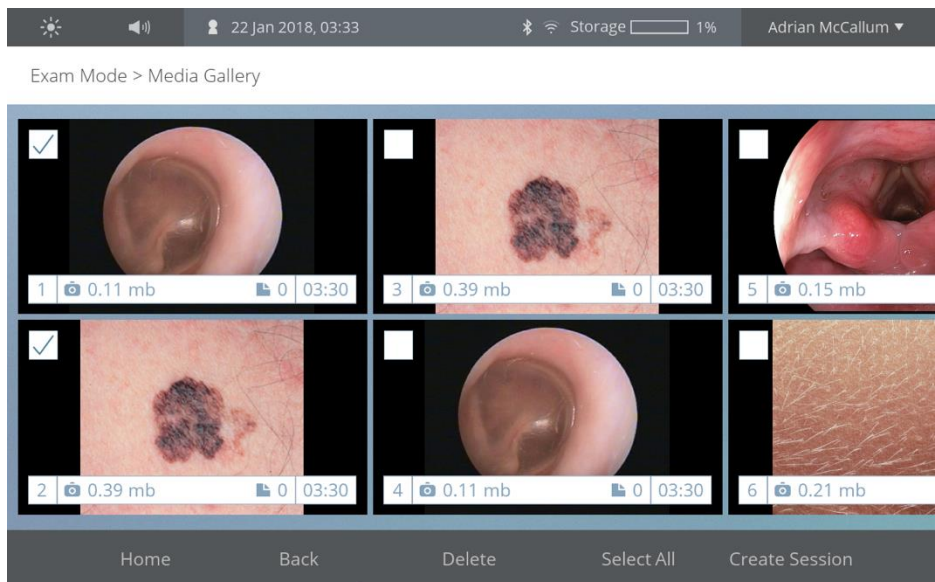 22 Jan 2018, 03:33 Storage 1% Adrian McCallum
Exam Mode > Media Gallery
1 0.11 mb 0 03:30
3 0.39 mb 0 03:30
5 0.15 mb
2 0.39 mb 0 03:30
4 0.11 mb 0 03:30
6 0.21 mb
Home Back Delete Select All Create Session